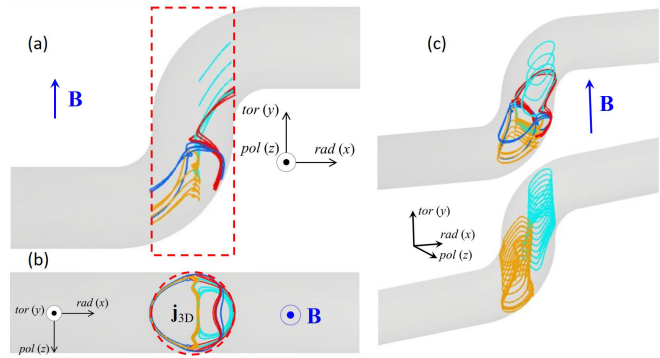 (a)
B
tor (y)
pol (z)
rad (x)
(b)
tor (y)
rad (x)
pol (z)
j3D
B
(c)
B
tor (y)
rad (x)
pol (z)